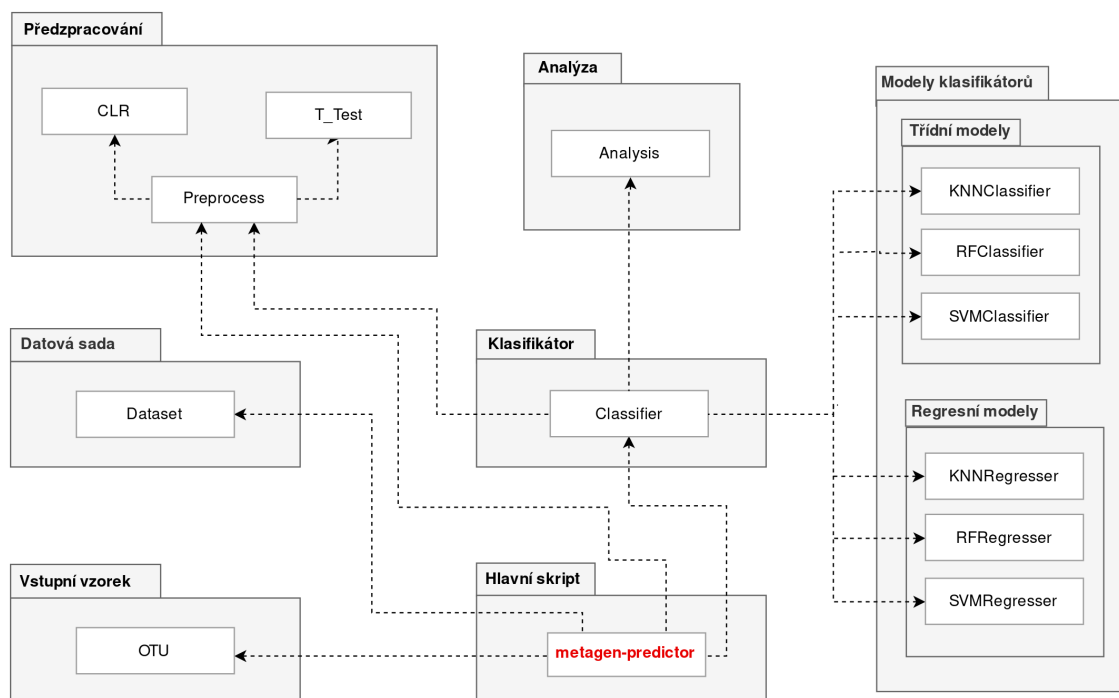 Předzpracování
CLR
T_Test
Preprocess
Analýza
Analysis
Modely klasifikátorů
Třídní modely
KNNClassifier
RFClassifier
SVMClassifier
Datová sada
Dataset
Klasifikátor
Classifier
Regresní modely
KNNRegresser
RFRegresser
SVMRegresser
Vstupní vzorek
OTU
Hlavní skript
metagen-predictor